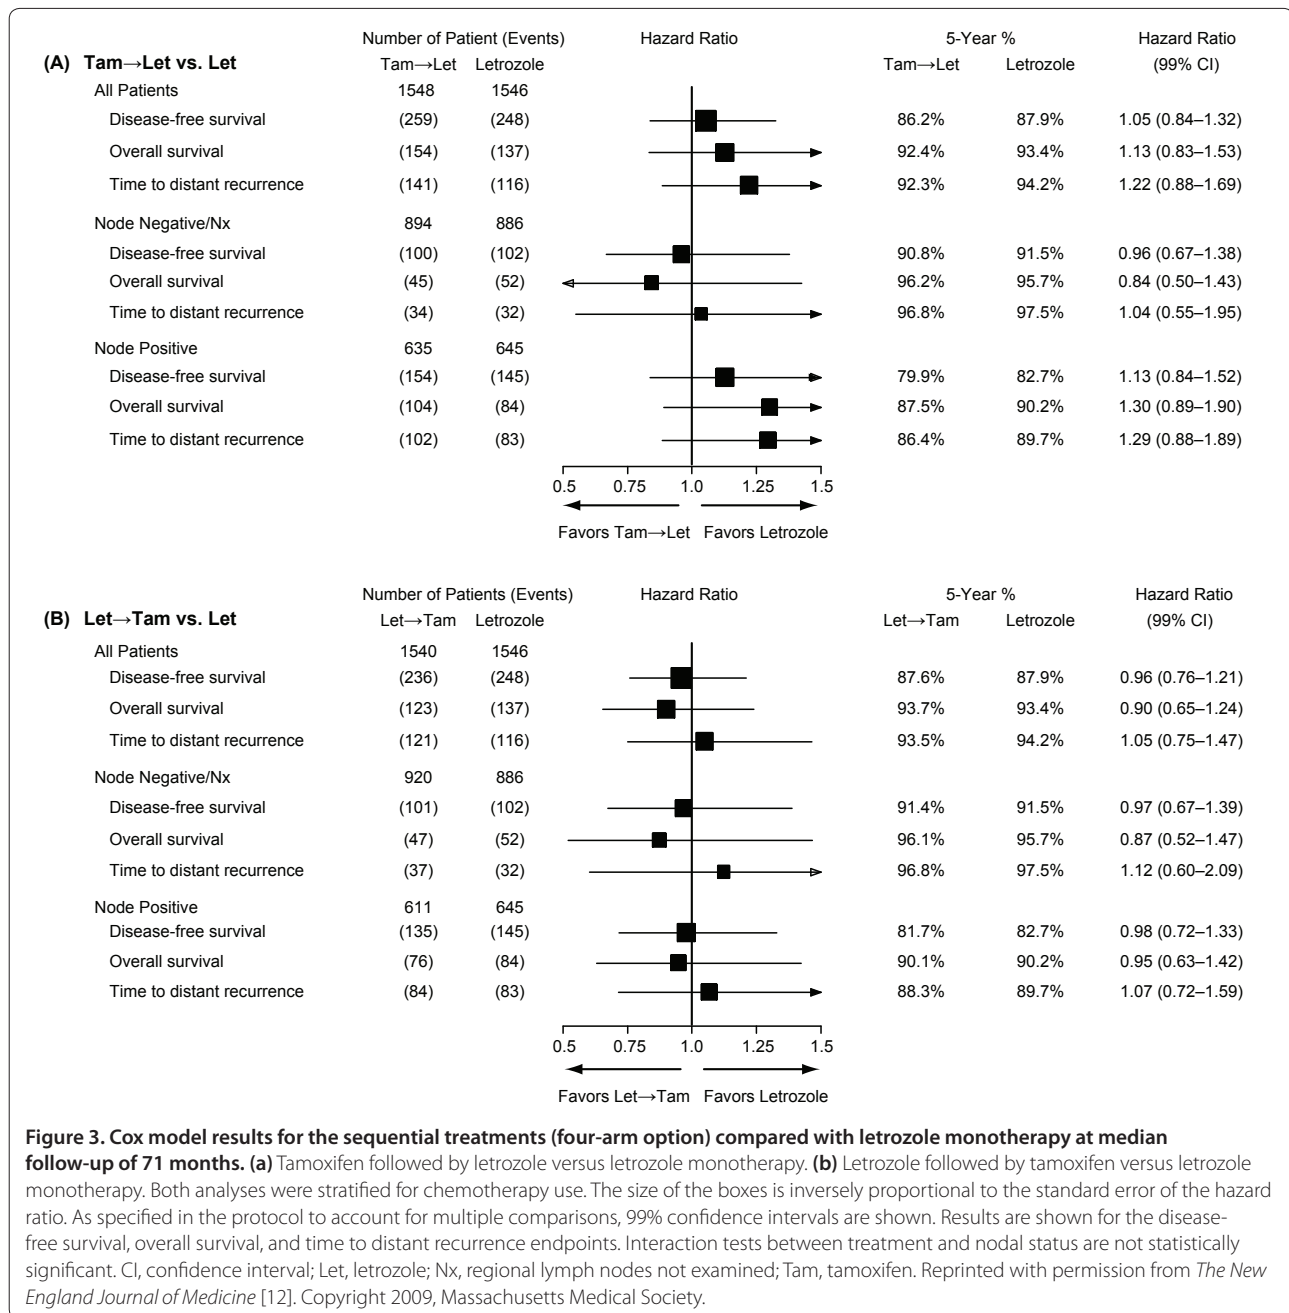 Number of Patient (Events) Hazard Ratio 5-Year % Hazard Ratio
(A) Tam→Let vs. Let Tam→Let Letrozole Tam→Let Letrozole (99% CI)
All Patients 1548 1546
Disease-free survival (259) (248) 86.2% 87.9% 1.05 (0.84–1.32)
Overall survival (154) (137) 92.4% 93.4% 1.13 (0.83–1.53)
Time to distant recurrence (141) (116) 92.3% 94.2% 1.22 (0.88–1.69)
Node Negative/Nx 894 886
Disease-free survival (100) (102) 90.8% 91.5% 0.96 (0.67–1.38)
Overall survival (45) (52) 96.2% 95.7% 0.84 (0.50–1.43)
Time to distant recurrence (34) (32) 96.8% 97.5% 1.04 (0.55–1.95)
Node Positive 635 645
Disease-free survival (154) (145) 79.9% 82.7% 1.13 (0.84–1.52)
Overall survival (104) (84) 87.5% 90.2% 1.30 (0.89–1.90)
Time to distant recurrence (102) (83) 86.4% 89.7% 1.29 (0.88–1.89)
0.5 0.75 1.0 1.25 1.5
Favors Tam→Let Favors Letrozole
Number of Patients (Events) Hazard Ratio 5-Year % Hazard Ratio
(B) Let→Tam vs. Let Let→Tam Letrozole Let→Tam Letrozole (99% CI)
All Patients 1540 1546
Disease-free survival (236) (248) 87.6% 87.9% 0.96 (0.76–1.21)
Overall survival (123) (137) 93.7% 93.4% 0.90 (0.65–1.24)
Time to distant recurrence (121) (116) 93.5% 94.2% 1.05 (0.75–1.47)
Node Negative/Nx 920 886
Disease-free survival (101) (102) 91.4% 91.5% 0.97 (0.67–1.39)
Overall survival (47) (52) 96.1% 95.7% 0.87 (0.52–1.47)
Time to distant recurrence (37) (32) 96.8% 97.5% 1.12 (0.60–2.09)
Node Positive 611 645
Disease-free survival (135) (145) 81.7% 82.7% 0.98 (0.72–1.33)
Overall survival (76) (84) 90.1% 90.2% 0.95 (0.63–1.42)
Time to distant recurrence (84) (83) 88.3% 89.7% 1.07 (0.72–1.59)
0.5 0.75 1.0 1.25 1.5
Favors Let→Tam Favors Letrozole
Figure 3. Cox model results for the sequential treatments (four-arm option) compared with letrozole monotherapy at median
follow-up of 71 months. (a) Tamoxifen followed by letrozole versus letrozole monotherapy. (b) Letrozole followed by tamoxifen versus letrozole
monotherapy. Both analyses were stratified for chemotherapy use. The size of the boxes is inversely proportional to the standard error of the hazard
ratio. As specified in the protocol to account for multiple comparisons, 99% confidence intervals are shown. Results are shown for the disease-
free survival, overall survival, and time to distant recurrence endpoints. Interaction tests between treatment and nodal status are not statistically
significant. CI, confidence interval; Let, letrozole; Nx, regional lymph nodes not examined; Tam, tamoxifen. Reprinted with permission from The New
England Journal of Medicine [12]. Copyright 2009, Massachusetts Medical Society.